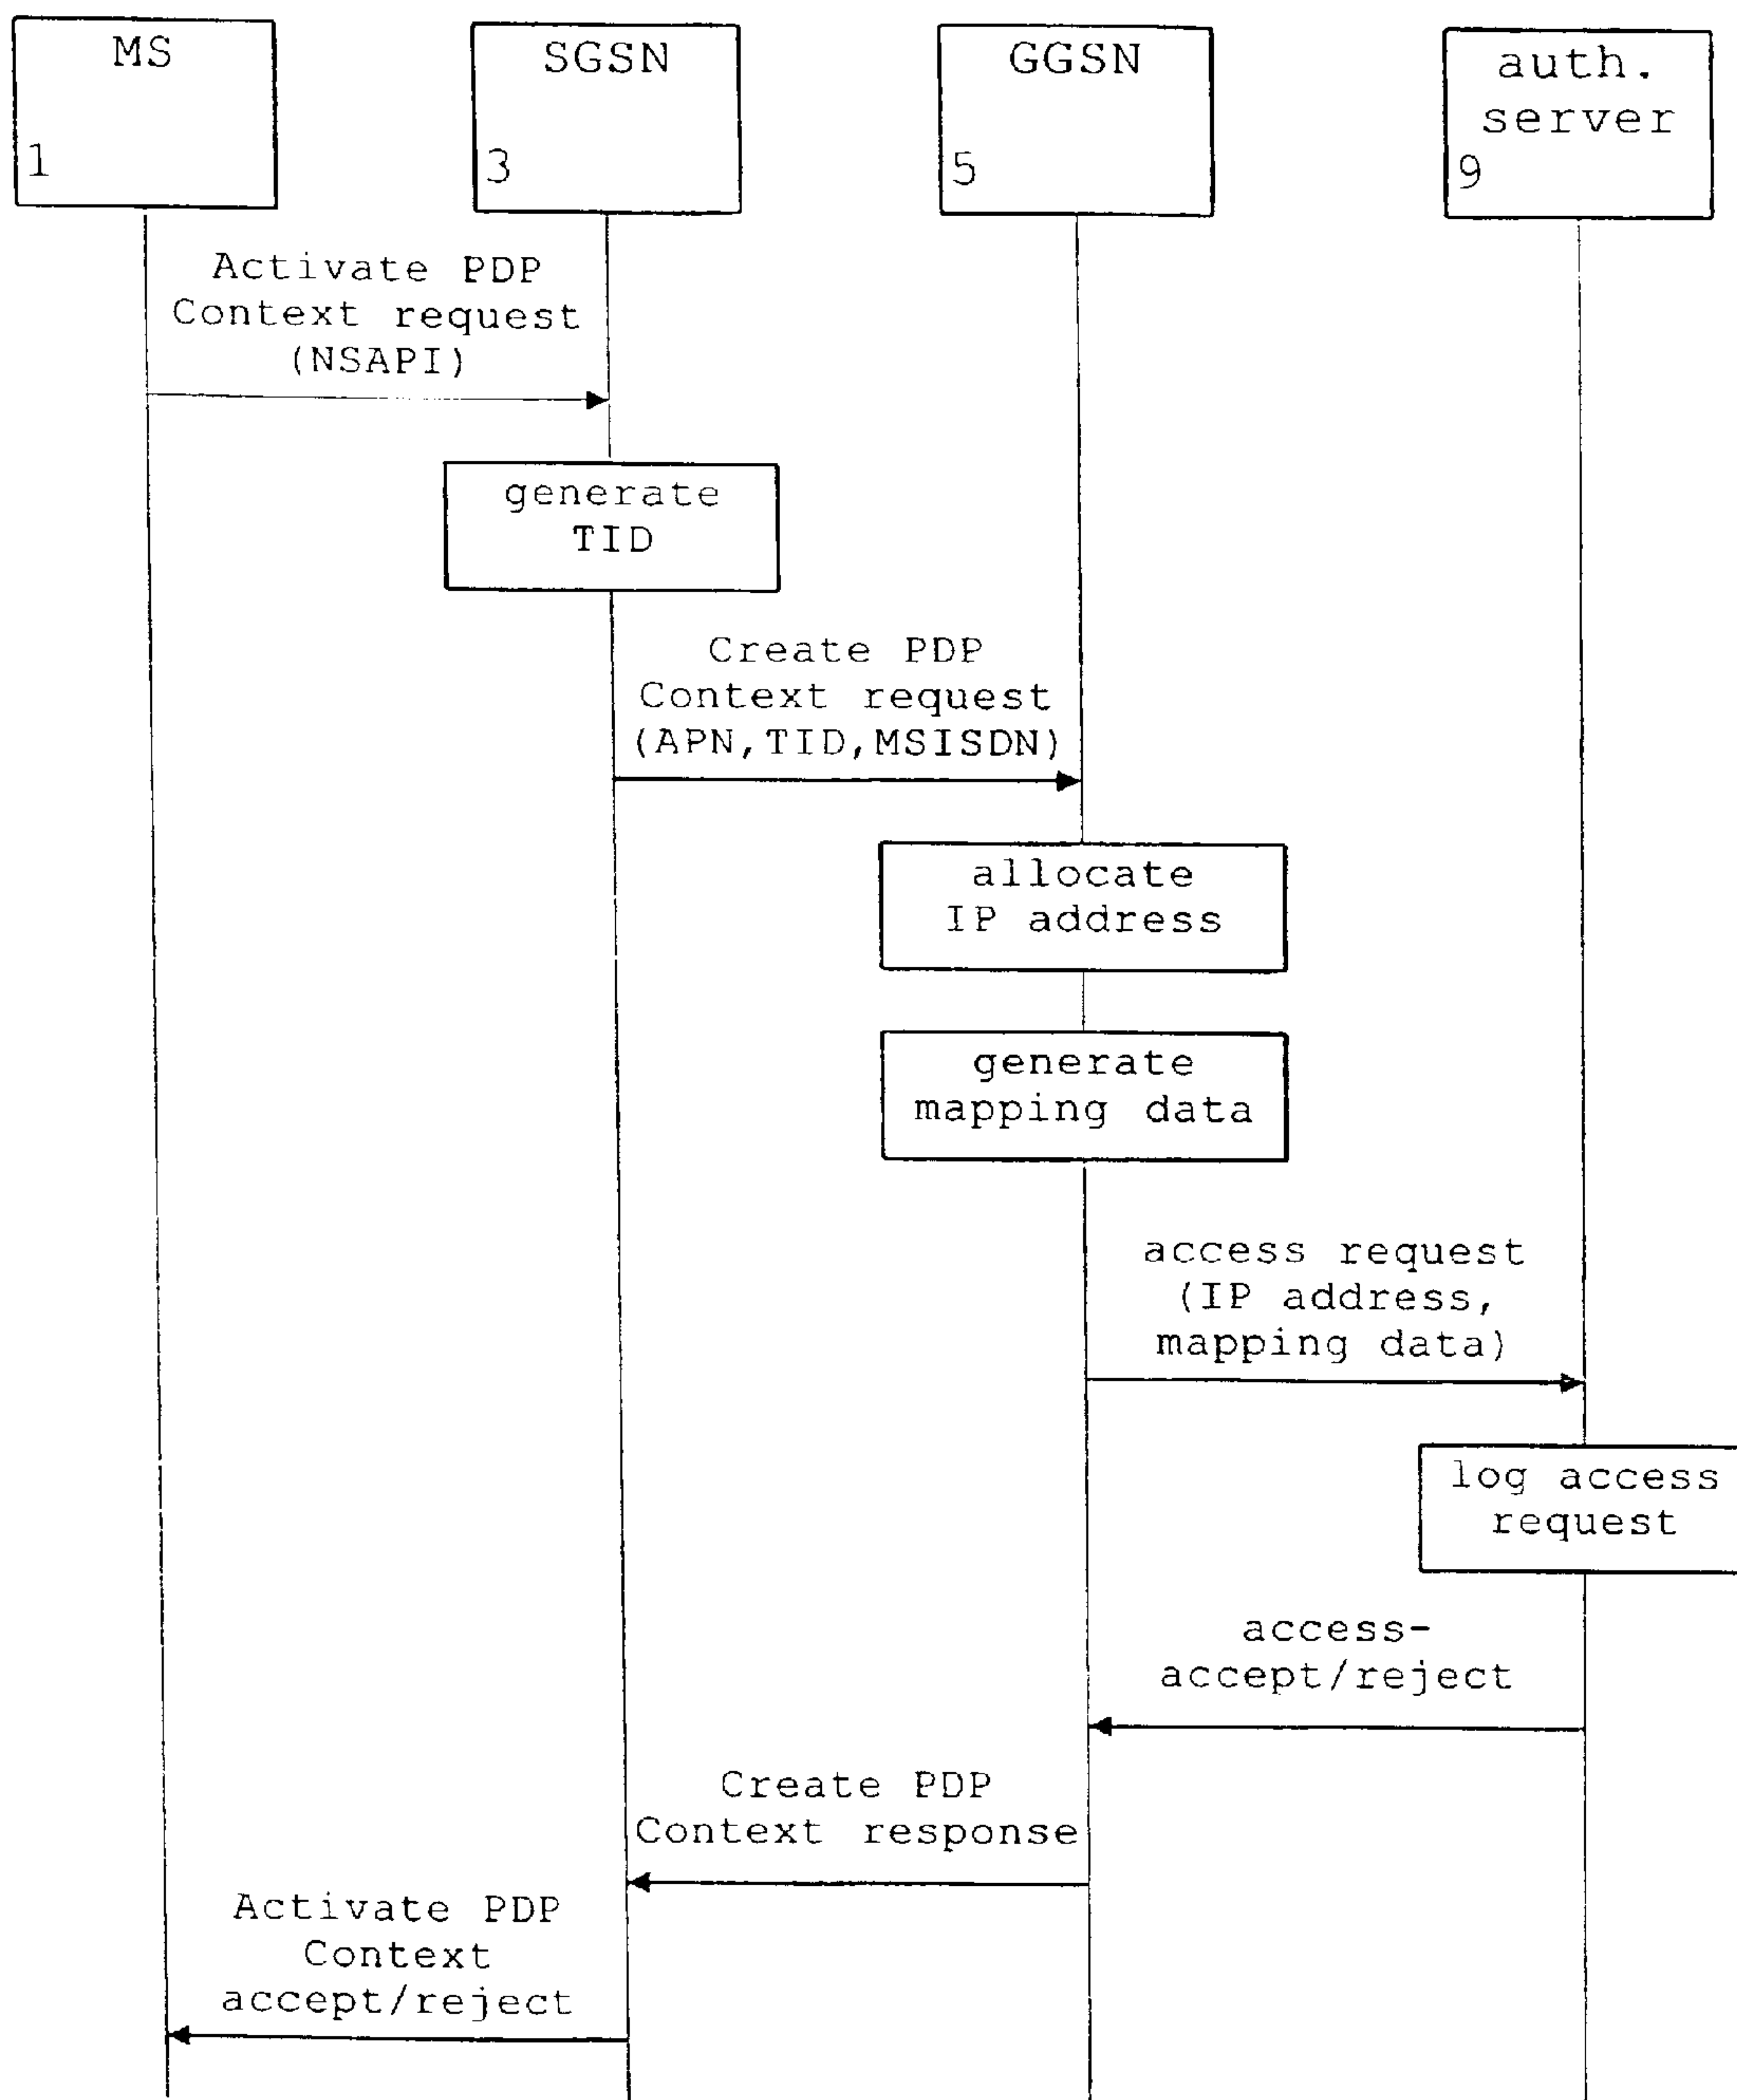 MS
1
SGSN
3
GGSN
5
auth.
server
9
Activate PDP
Context request
(NSAPI)
generate
TID
Create PDP
Context request
(APN,TID,MSISDN)
allocate
IP address
generate
mapping data
access request
(IP address,
mapping data)
log access
request
access-
accept/reject
Create PDP
Context response
Activate PDP
Context
accept/reject